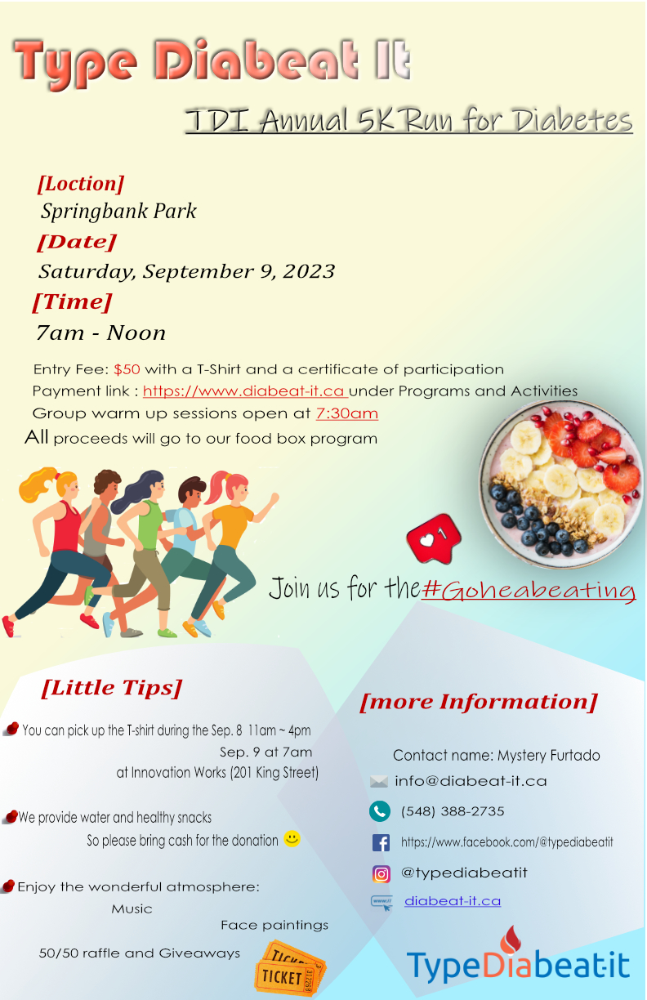 Type Diabeat It
TDI Annual 5K Run for Diabetes
[Loction]
Springbank Park
[Date]
Saturday, September 9, 2023
[Time]
7am - Noon
Entry Fee: $50 with a T-Shirt and a certificate of participation
Payment link : https://www.diabeat-it.ca under Programs and Activities
Group warm up sessions open at 7:30am
All proceeds will go to our food box program
1
Join us for the#Goheabeating
[Little Tips]
You can pick up the T-shirt during the Sep. 8 11am ~ 4pm
Sep. 9 at 7am
at Innovation Works (201 King Street)
We provide water and healthy snacks
So please bring cash for the donation
Enjoy the wonderful atmosphere:
Music
Face paintings
50/50 raffle and Giveaways
TICKET
TICKET
[more Information]
Contact name: Mystery Furtado
info@diabeat-it.ca
(548) 388-2735
https://www.facebook.com/@typediabeatit
@typediabeatit
diabeat-it.ca
TypeDiabeat-it